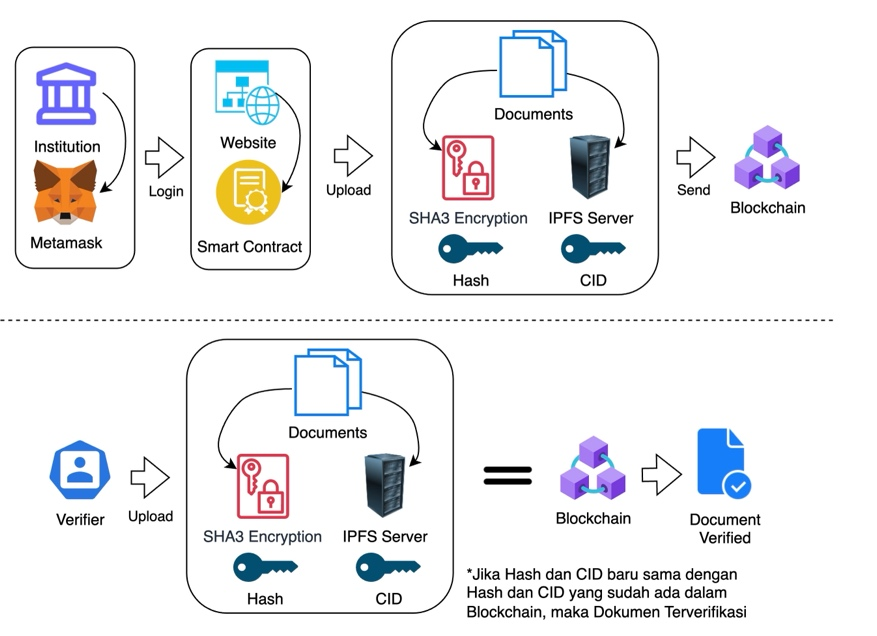 Institution
Metamask
Login
Website
Smart Contract
Upload
Documents
SHA3 Encryption
IPFS Server
Hash
CID
Send
Blockchain
Verifier
Upload
Documents
SHA3 Encryption
IPFS Server
Hash
CID
Blockchain
Document
Verified
*Jika Hash dan CID baru sama dengan
Hash dan CID yang sudah ada dalam
Blockchain, maka Dokumen Terverifikasi